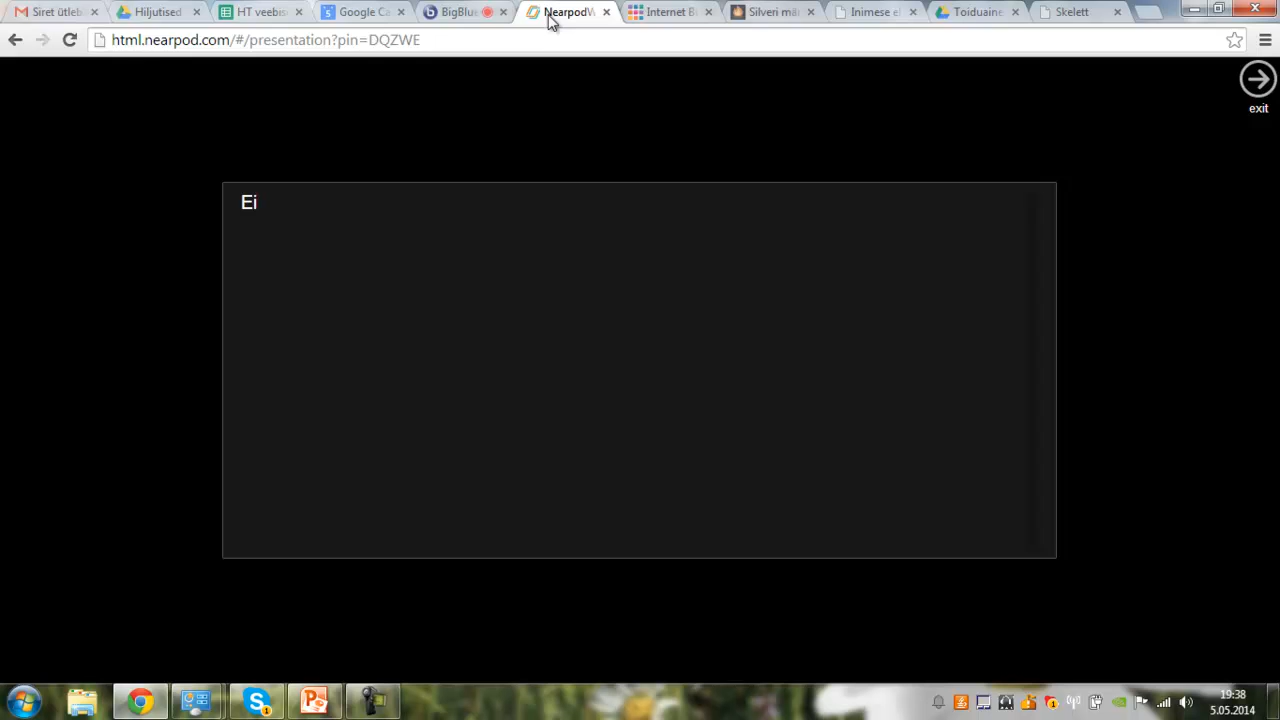 Siret ütleb
Hiljutised
HT veebis
Google Ca
BigBlu
NearpodW
Internet B
Silveri mä
Inimese el
Toiduaine
Skelett
html.nearpod.com/#/presentation?pin=DQZWE
exit
Ei
19:38
5.05.2014